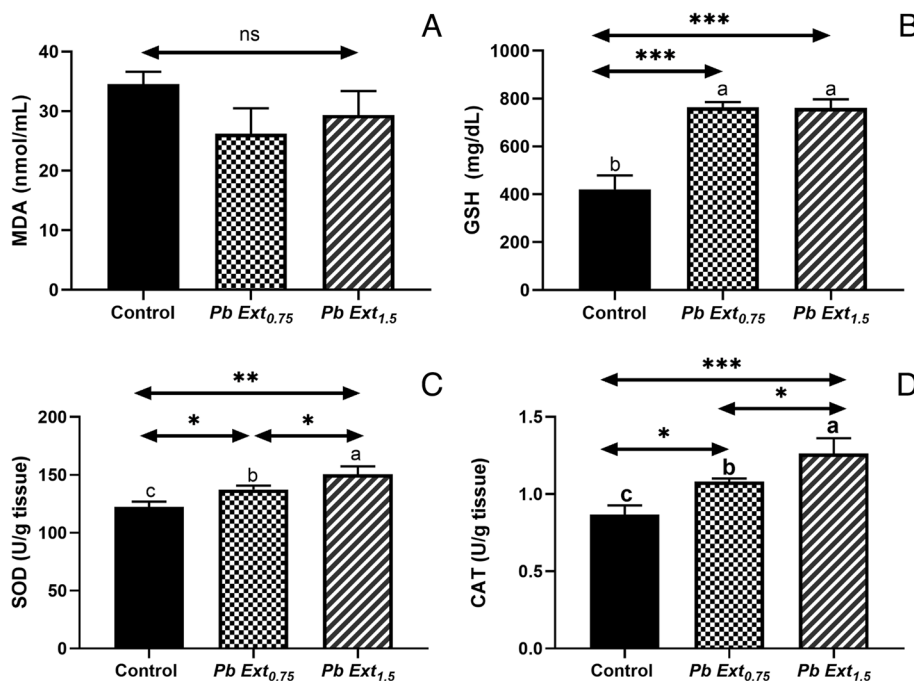 A
ns
MDA (nmol/mL)
40
30
20
10
0
Control Pb Ext0.75 Pb Ext1.5
B
***
***
GSH (mg/dL)
1000
800
600
400
200
0
b a a
Control Pb Ext0.75 Pb Ext1.5
C
**
* *
SOD (U/g tissue)
200
150
100
50
0
c b a
Control Pb Ext0.75 Pb Ext1.5
D
***
*
*
CAT (U/g tissue)
1.5
1.0
0.5
0.0
c b a
Control Pb Ext0.75 Pb Ext1.5